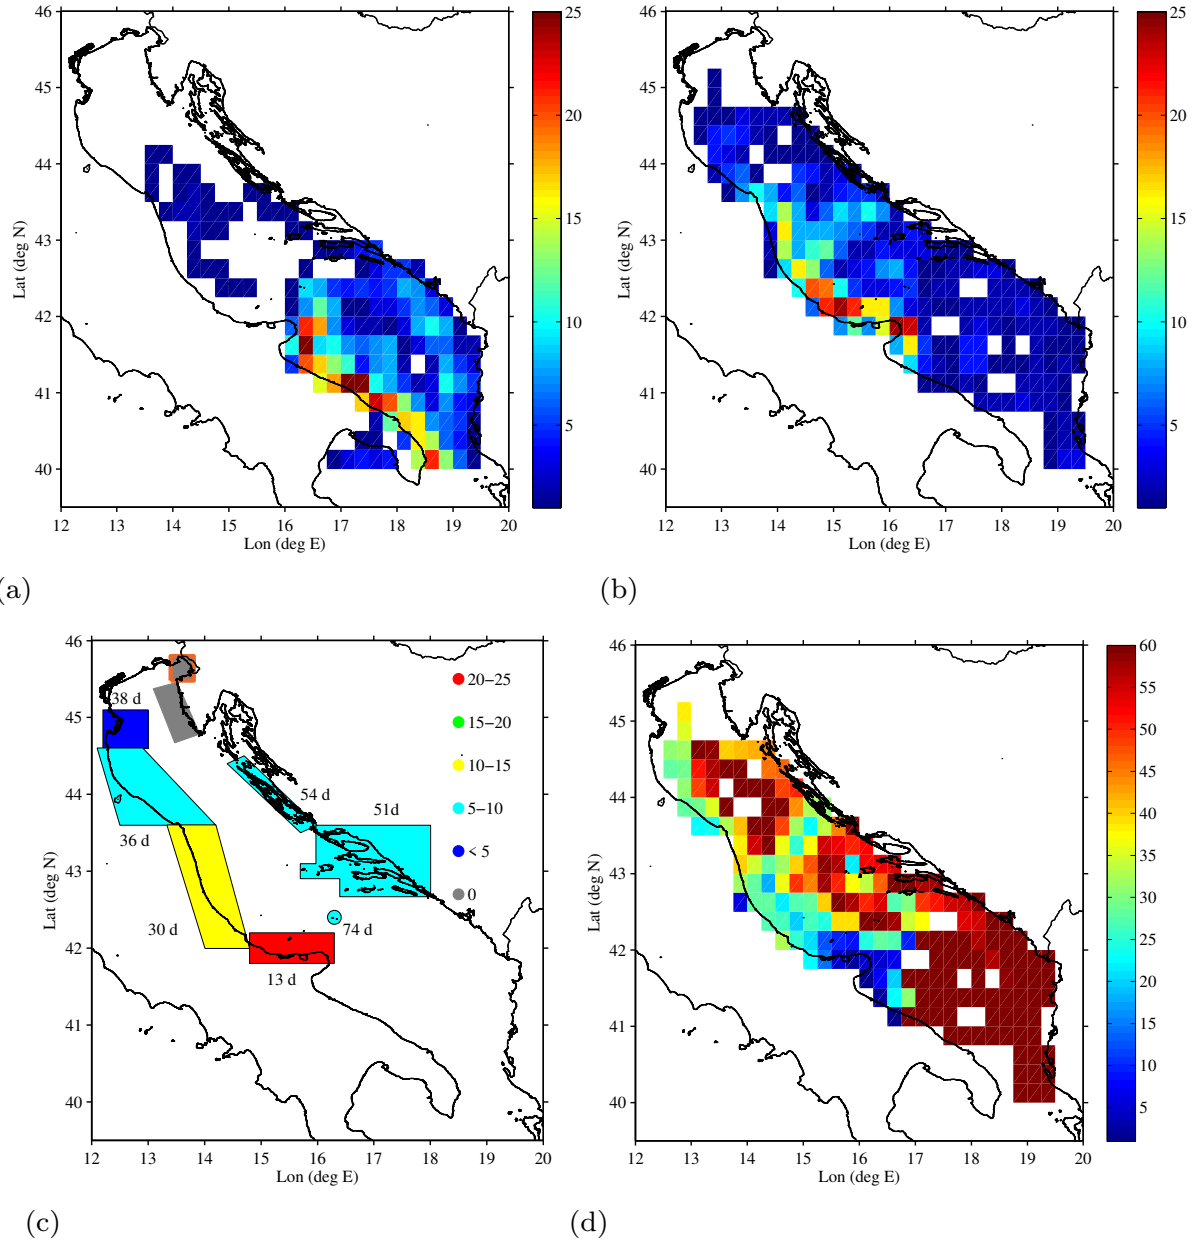 46
45
44
43
42
41
40
Lat (deg N)
12 13 14 15 16 17 18 19 20
Lon (deg E)
25
20
15
10
5
(a)
46
45
44
43
42
41
40
Lat (deg N)
12 13 14 15 16 17 18 19 20
Lon (deg E)
25
20
15
10
5
(b)
46
45
44
43
42
41
40
Lat (deg N)
12 13 14 15 16 17 18 19 20
Lon (deg E)
38 d
36 d
30 d
13 d
54 d
51d
74 d
20−25
15−20
10−15
5−10
< 5
0
(c)
46
45
44
43
42
41
40
Lat (deg N)
12 13 14 15 16 17 18 19 20
Lon (deg E)
60
55
50
45
40
35
30
25
20
15
10
5
(d)